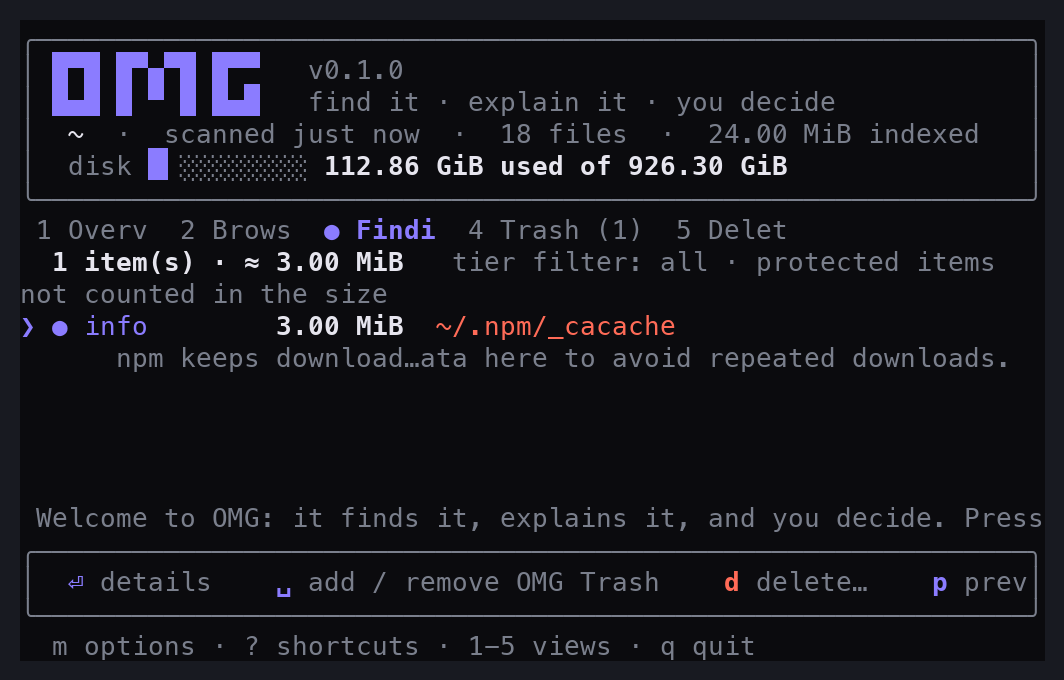 OMG v0.1.0
find it · explain it · you decide
~ · scanned just now · 18 files · 24.00 MiB indexed
disk █░░░░░░░░ 112.86 GiB used of 926.30 GiB
1 Overv 2 Brows ● Findi 4 Trash (1) 5 Delet
1 item(s) · ≈ 3.00 MiB tier filter: all · protected items
not counted in the size
❯ ● info 3.00 MiB ~/.npm/_cacache
npm keeps download…ata here to avoid repeated downloads.
Welcome to OMG: it finds it, explains it, and you decide. Press
⏎ details ␣ add / remove OMG Trash d delete… p prev
m options · ? shortcuts · 1–5 views · q quit